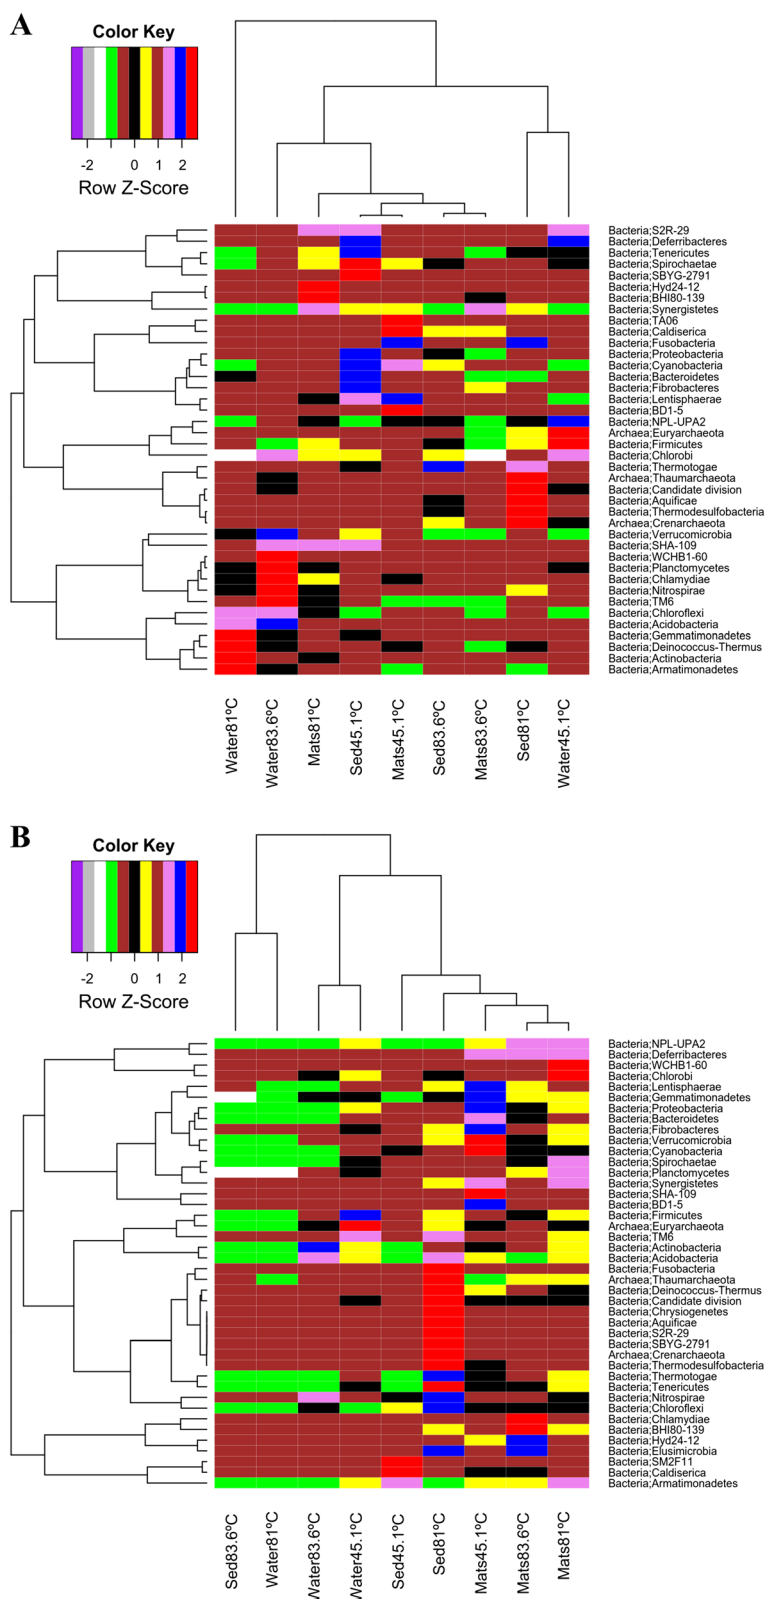 A
Color Key
-2 0 1 2
Row Z-Score
Bacteria;S2R-29
Bacteria;Deferribacteres
Bacteria;Tenericutes
Bacteria;Spirochaetae
Bacteria;SBYG-2791
Bacteria;Hyd24-12
Bacteria;BHI80-139
Bacteria;Synergistetes
Bacteria;TA06
Bacteria;Caldiserica
Bacteria;Fusobacteria
Bacteria;Proteobacteria
Bacteria;Cyanobacteria
Bacteria;Bacteroidetes
Bacteria;Fibrobacteres
Bacteria;Lentisphaerae
Bacteria;BD1-5
Bacteria;NPL-UPA2
Archaea;Euryarchaeota
Bacteria;Firmicutes
Bacteria;Chlorobi
Bacteria;Thermotogae
Archaea;Thaumarchaeota
Bacteria;Candidate division
Bacteria;Aquificae
Bacteria;Thermodesulfobacteria
Archaea;Crenarchaeota
Bacteria;Verrucomicrobia
Bacteria;SHA-109
Bacteria;WCHB1-60
Bacteria;Planctomycetes
Bacteria;Chlamydiae
Bacteria;Nitrospirae
Bacteria;TM6
Bacteria;Chloroflexi
Bacteria;Acidobacteria
Bacteria;Gemmatimonadetes
Bacteria;Deinococcus-Thermus
Bacteria;Actinobacteria
Bacteria;Armatimonadetes
Water81ºC
Water83.6ºC
Mats81ºC
Sed45.1ºC
Mats45.1ºC
Sed83.6ºC
Mats83.6ºC
Sed81ºC
Water45.1ºC
B
Color Key
-2 0 1 2
Row Z-Score
Bacteria;NPL-UPA2
Bacteria;Deferribacteres
Bacteria;WCHB1-60
Bacteria;Chlorobi
Bacteria;Lentisphaerae
Bacteria;Gemmatimonadetes
Bacteria;Proteobacteria
Bacteria;Bacteroidetes
Bacteria;Fibrobacteres
Bacteria;Verrucomicrobia
Bacteria;Cyanobacteria
Bacteria;Spirochaetae
Bacteria;Planctomycetes
Bacteria;Synergistetes
Bacteria;SHA-109
Bacteria;BD1-5
Bacteria;Firmicutes
Archaea;Euryarchaeota
Bacteria;TM6
Bacteria;Actinobacteria
Bacteria;Acidobacteria
Bacteria;Fusobacteria
Archaea;Thaumarchaeota
Bacteria;Deinococcus-Thermus
Bacteria;Candidate division
Bacteria;Chrysiogenetes
Bacteria;Aquificae
Bacteria;S2R-29
Bacteria;SBYG-2791
Archaea;Crenarchaeota
Bacteria;Thermodesulfobacteria
Bacteria;Thermotogae
Bacteria;Tenericutes
Bacteria;Nitrospirae
Bacteria;Chloroflexi
Bacteria;Chlamydiae
Bacteria;BHI80-139
Bacteria;Hyd24-12
Bacteria;Elusimicrobia
Bacteria;SM2F11
Bacteria;Caldiserica
Bacteria;Armatimonadetes
Sed83.6ºC
Water81ºC
Water83.6ºC
Water45.1ºC
Sed45.1ºC
Sed81ºC
Mats45.1ºC
Mats83.6ºC
Mats81ºC